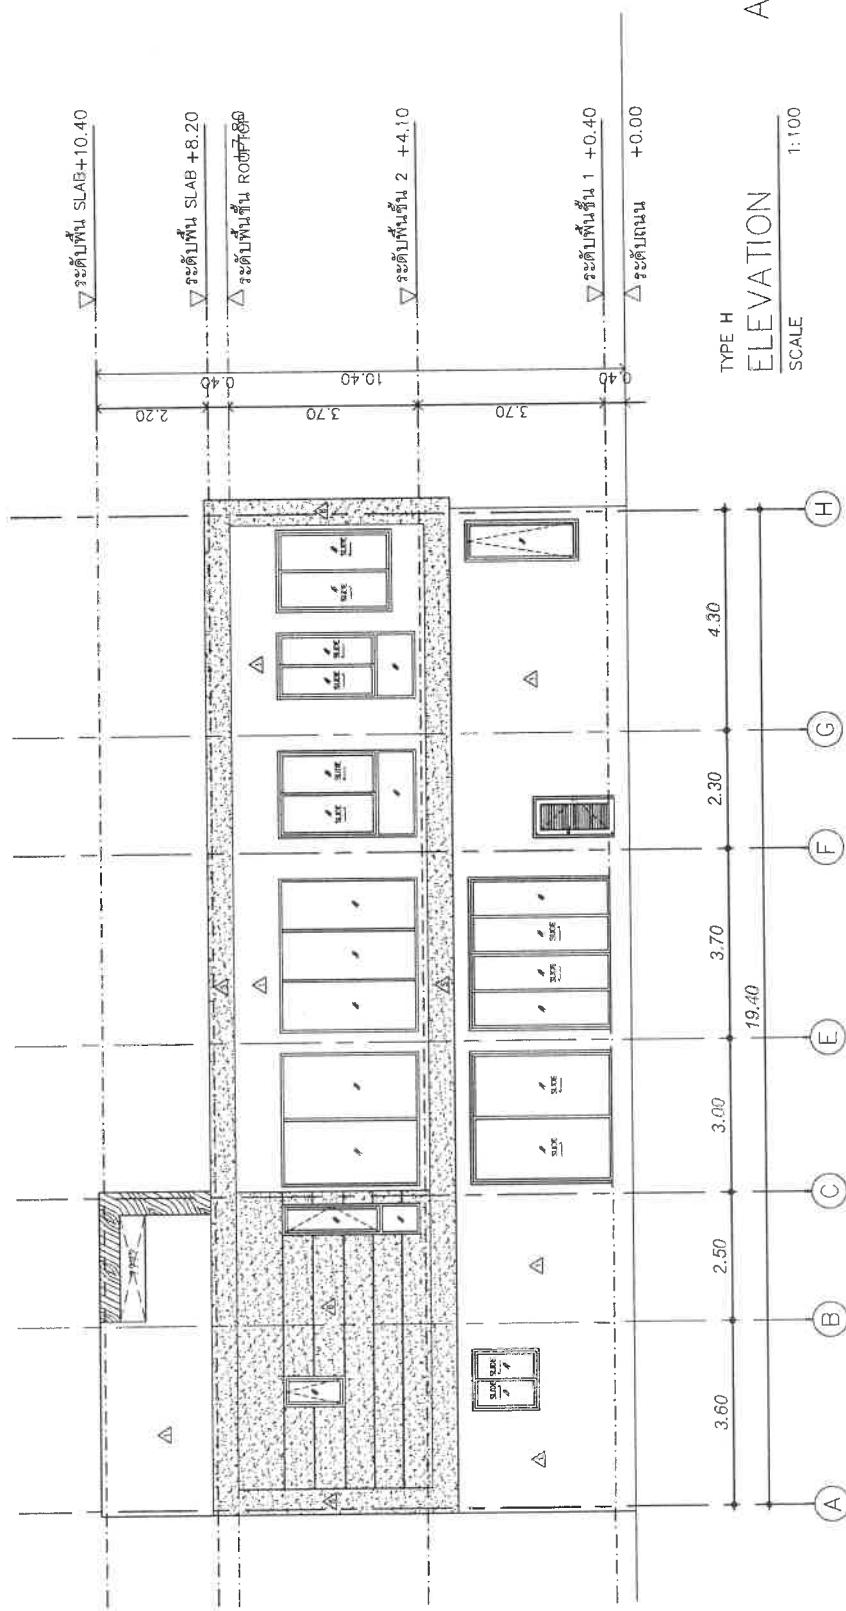 ระดับพื้น SLAB +10.40
ระดับพื้น SLAB +8.20
ระดับพื้นชั้น ROOFTOP +7.80
ระดับพื้นชั้น 2 +4.10
ระดับพื้นชั้น 1 +0.40
ระดับถนน +0.00
2.20
0.40
3.70
3.70
0.40
10.40
SLIDE SLIDE SLIDE SLIDE SLIDE SLIDE
SLIDE SLIDE SLIDE SLIDE SLIDE SLIDE
3.60 2.50 3.00 3.70 2.30 4.30
19.40
A B C E F G H
TYPE H
ELEVATION
SCALE 1:100
A